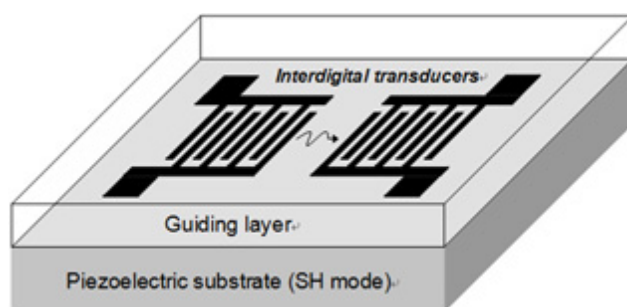 Interdigital transducers
Guiding layer
Piezoelectric substrate (SH mode)